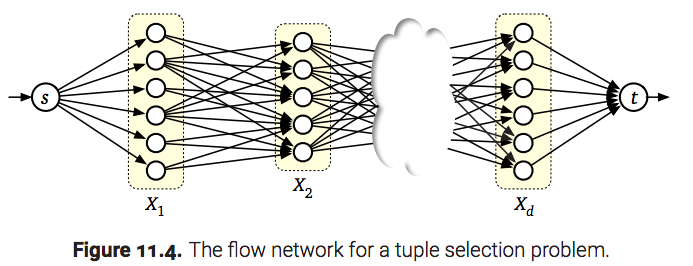 s
t
X1
X2
Xd
Figure 11.4. The flow network for a tuple selection problem.